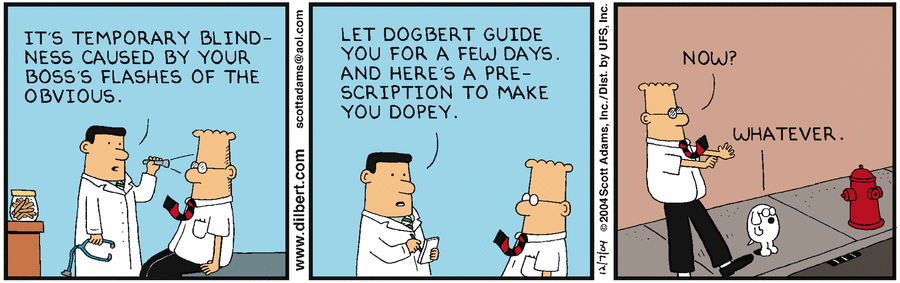 IT'S TEMPORARY BLIND-
NESS CAUSED BY YOUR
BOSS'S FLASHES OF THE
OBVIOUS.
www.dilbert.com scottadams@aol.com
LET DOGBERT GUIDE
YOU FOR A FEW DAYS.
AND HERE'S A PRE-
SCRIPTION TO MAKE
YOU DOPEY.
12/7/04 © 2004 Scott Adams, Inc./Dist. by UFS, Inc.
NOW?
WHATEVER.